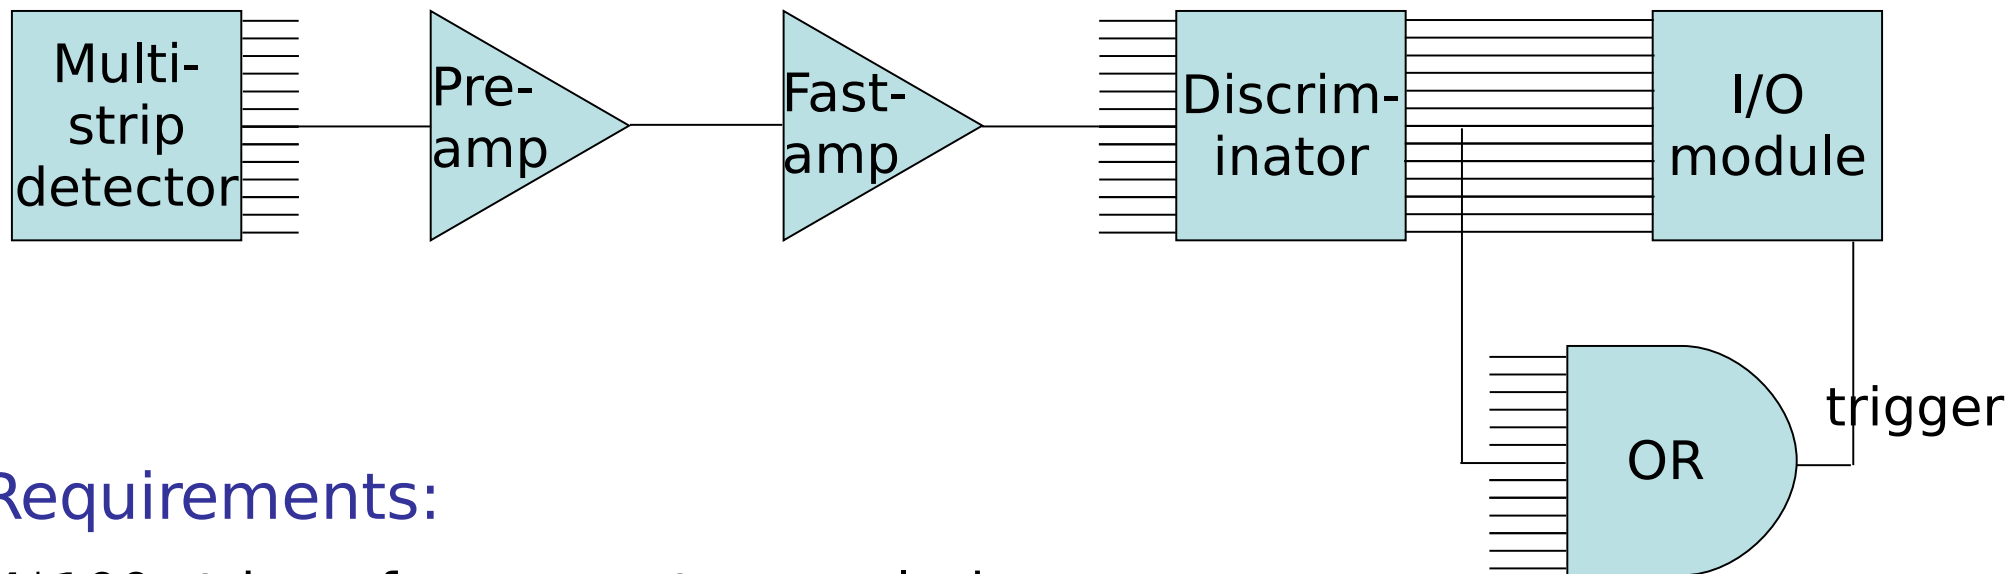 Multi-
strip
detector
Pre-
amp
Fast-
amp
Discrim-
inator
I/O
module
trigger
OR
Requirements: